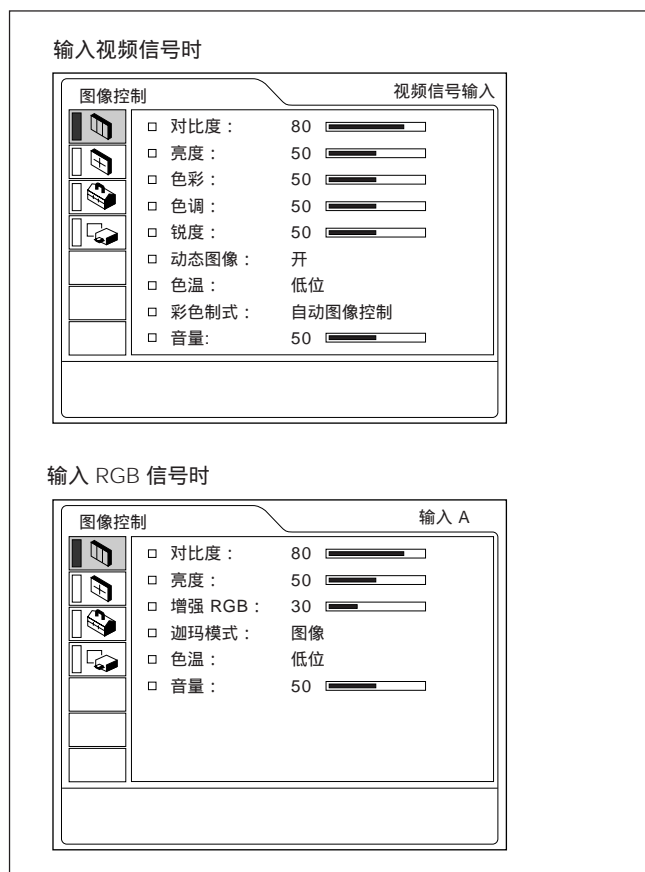 输入视频信号时
图像控制 视频信号输入
对比度： 80
亮度： 50
色彩： 50
色调： 50
锐度： 50
动态图像： 开
色温： 低位
彩色制式： 自动图像控制
音量: 50
输入 RGB 信号时
图像控制 输入 A
对比度： 80
亮度： 50
增强 RGB： 30
迦玛模式： 图像
色温： 低位
音量： 50